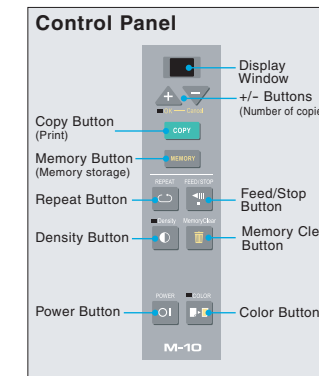 Control Panel
Display
Window
+/– Buttons
(Number of copie
Cancel
Copy Button
(Print)
COPY
Memory Button
(Memory storage)
MEMORY
REPEAT FEED/STOP
Repeat Button
Feed/Stop
Button
Density MemoryClear
Density Button
Memory Cle
Button
POWER COLOR
Power Button
Color Button
M-10